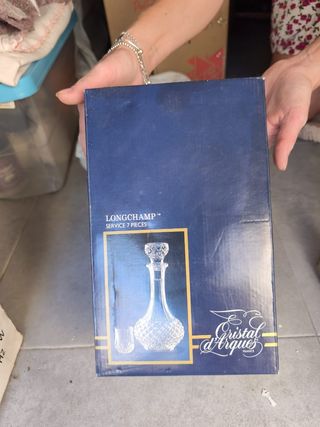 LONGCHAMP™
SERVICE 7 PIECES
Cristal
d'Arques